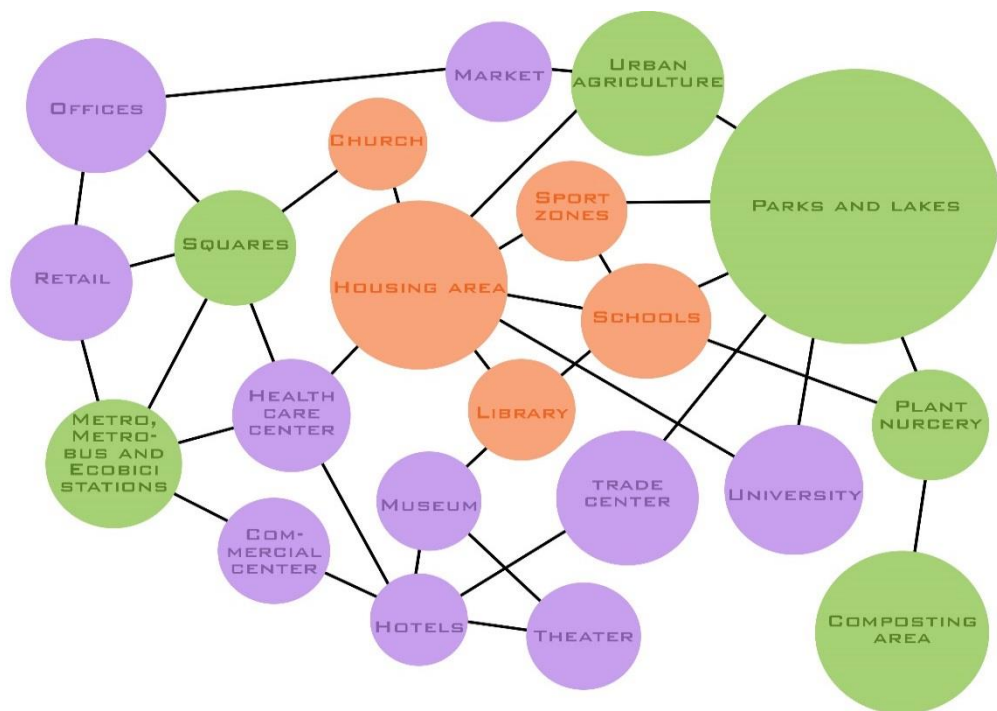 Urban
agriculture
Market
Offices
Church
Sport
zones
Parks and lakes
Squares
Retail
Housing area
Schools
Health
care
center
Library
Plant
nurcery
Metro,
Metro-
bus and
Ecobici
stations
Museum
trade
center
University
Com-
mercial
center
Hotels
Theater
Composting
area